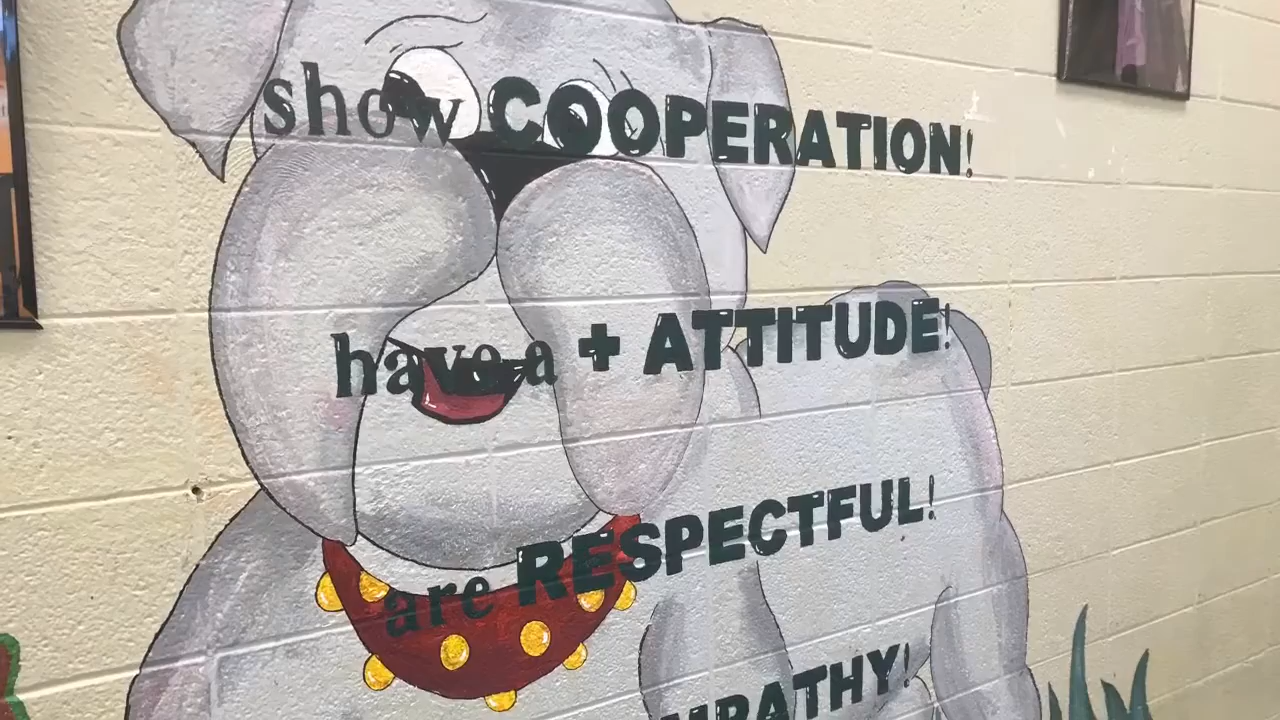 show COOPERATION!
have a + ATTITUDE!
are RESPECTFUL!
MPATHY!